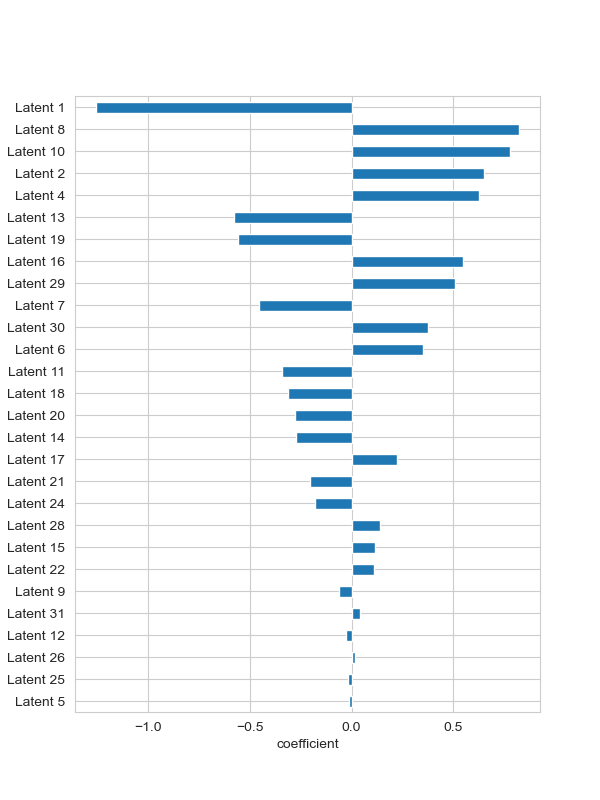 Latent 1
Latent 8
Latent 10
Latent 2
Latent 4
Latent 13
Latent 19
Latent 16
Latent 29
Latent 7
Latent 30
Latent 6
Latent 11
Latent 18
Latent 20
Latent 14
Latent 17
Latent 21
Latent 24
Latent 28
Latent 15
Latent 22
Latent 9
Latent 31
Latent 12
Latent 26
Latent 25
Latent 5
−1.0 −0.5 0.0 0.5
coefficient